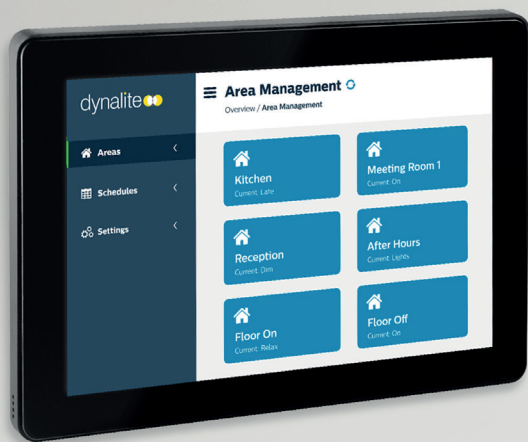 dynalite
Areas
Schedules
Settings
Area Management
Overview / Area Management
Kitchen
Current: Late
Meeting Room 1
Current: On
Reception
Current: Dim
After Hours
Current: Lights
Floor On
Current: Relax
Floor Off
Current: On